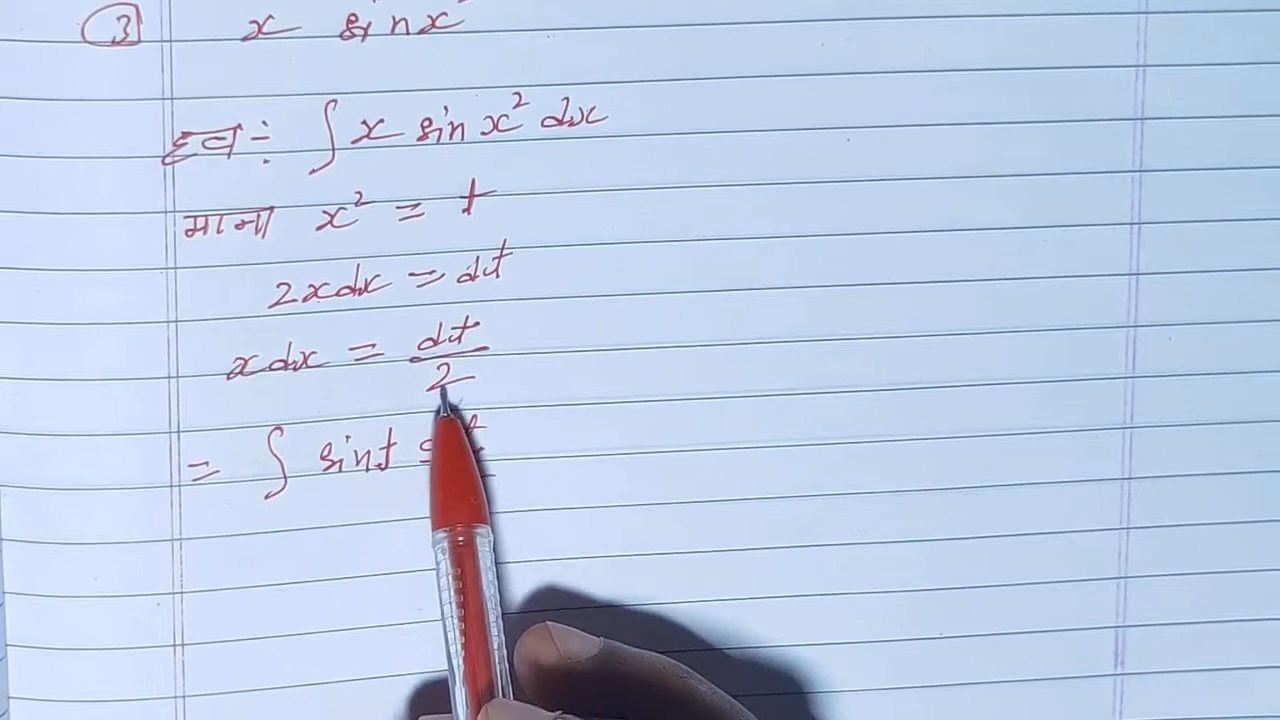 ③ x sin x
हल ÷ ∫ x sin x² dx
माना x² = t
2x dx = dt
x dx = dt/2
= ∫ sin t